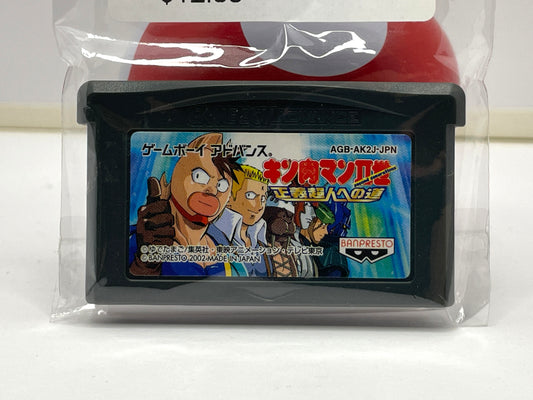 ゲームボーイ アドバンス®
AGB-AK2J-JPN
キン肉マンⅡ世
正義超人への道
©ゆでたまご/集英社・東映アニメーション・テレビ東京
©BANPRESTO 2002 MADE IN JAPAN
BANPRESTO